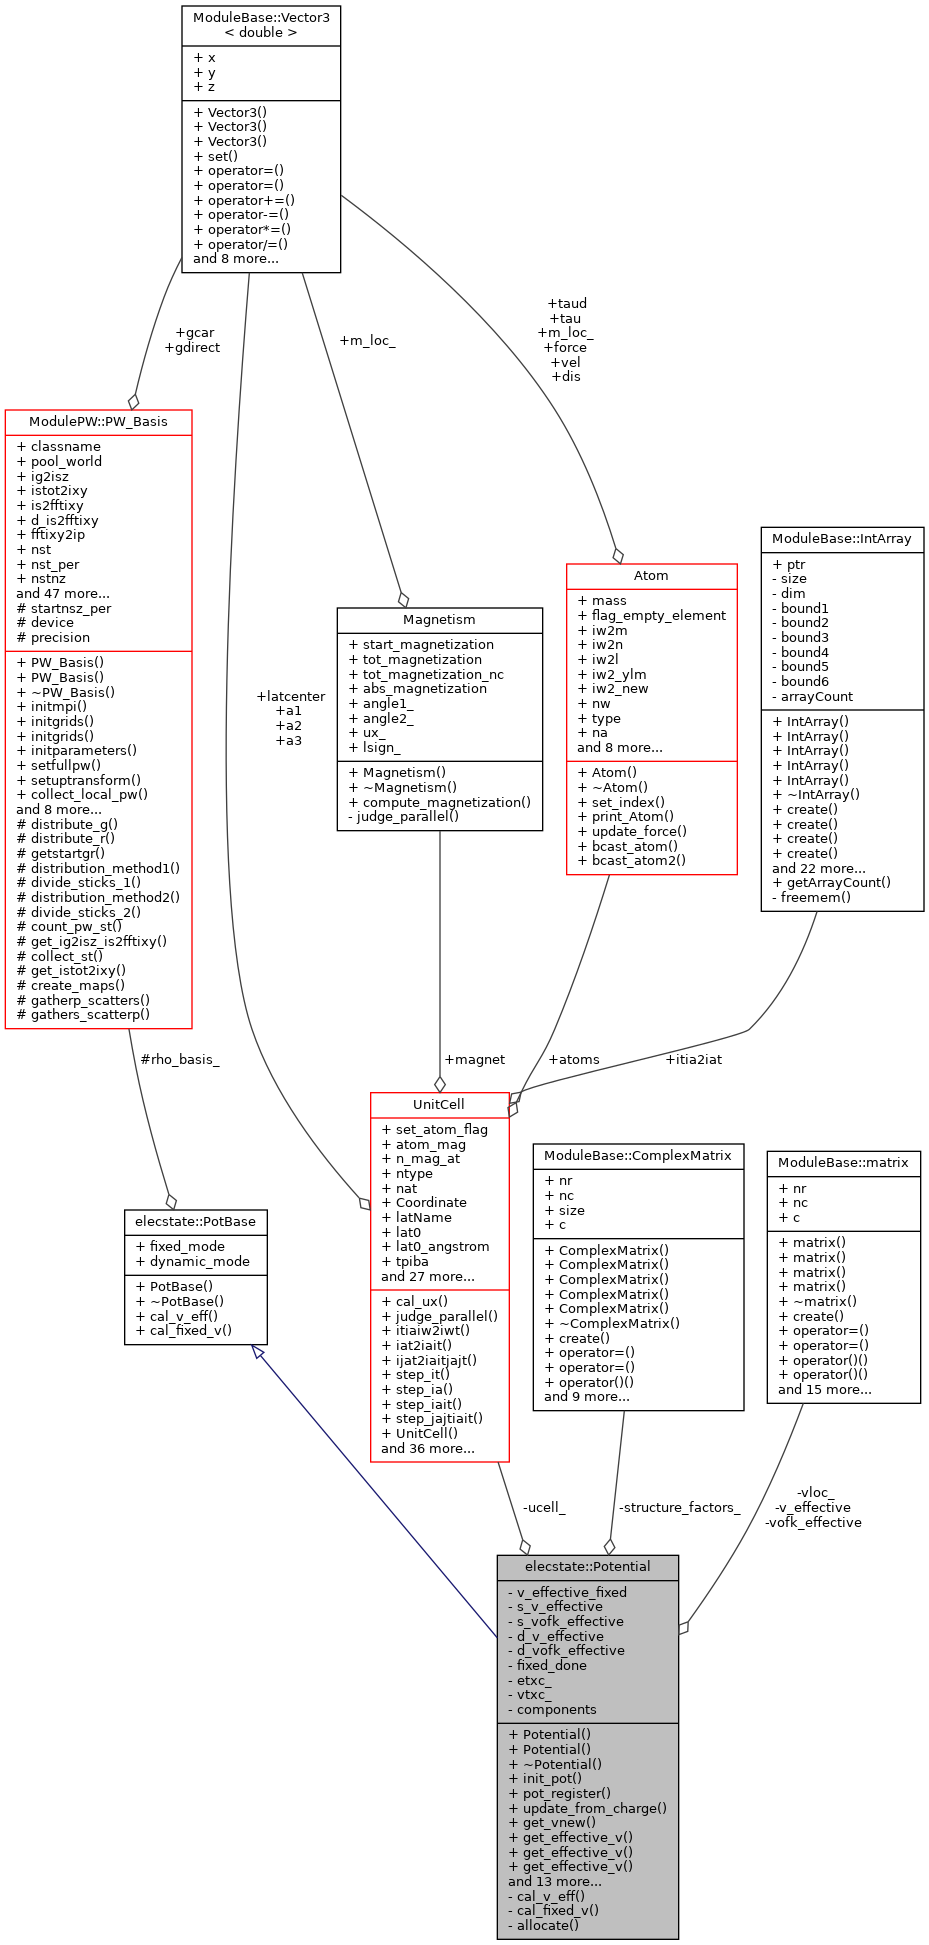 ModuleBase::Vector3
< double >
+ x
+ y
+ z
+ Vector3()
+ Vector3()
+ Vector3()
+ set()
+ operator=()
+ operator=()
+ operator+=()
+ operator-=()
+ operator*=()
+ operator/=()
and 8 more...
+gcar
+gdirect
+m_loc_
+taud
+tau
+m_loc_
+force
+vel
+dis
ModulePW::PW_Basis
+ classname
+ pool_world
+ ig2isz
+ istot2ixy
+ is2fftixy
+ d_is2fftixy
+ fftixy2ip
+ nst
+ nst_per
+ nstnz
and 47 more...
# startnsz_per
# device
# precision
+ PW_Basis()
+ PW_Basis()
+ ~PW_Basis()
+ initmpi()
+ initgrids()
+ initgrids()
+ initparameters()
+ setfullpw()
+ setuptransform()
+ collect_local_pw()
and 8 more...
# distribute_g()
# distribute_r()
# getstartgr()
# distribution_method1()
# divide_sticks_1()
# distribution_method2()
# divide_sticks_2()
# count_pw_st()
# get_ig2isz_is2fftixy()
# collect_st()
# get_istot2ixy()
# create_maps()
# gatherp_scatters()
# gathers_scatterp()
+latcenter
+a1
+a2
+a3
Magnetism
+ start_magnetization
+ tot_magnetization
+ tot_magnetization_nc
+ abs_magnetization
+ angle1_
+ angle2_
+ ux_
+ lsign_
+ Magnetism()
+ ~Magnetism()
+ compute_magnetization()
- judge_parallel()
Atom
+ mass
+ flag_empty_element
+ iw2m
+ iw2n
+ iw2l
+ iw2_ylm
+ iw2_new
+ nw
+ type
+ na
and 8 more...
+ Atom()
+ ~Atom()
+ set_index()
+ print_Atom()
+ update_force()
+ bcast_atom()
+ bcast_atom2()
ModuleBase::IntArray
+ ptr
- size
- dim
- bound1
- bound2
- bound3
- bound4
- bound5
- bound6
- arrayCount
+ IntArray()
+ IntArray()
+ IntArray()
+ IntArray()
+ IntArray()
+ ~IntArray()
+ create()
+ create()
+ create()
+ create()
and 22 more...
+ getArrayCount()
- freemem()
#rho_basis_
+magnet
+atoms
+itia2iat
elecstate::PotBase
+ fixed_mode
+ dynamic_mode
+ PotBase()
+ ~PotBase()
+ cal_v_eff()
+ cal_fixed_v()
UnitCell
+ set_atom_flag
+ atom_mag
+ n_mag_at
+ ntype
+ nat
+ Coordinate
+ latName
+ lat0
+ lat0_angstrom
+ tpiba
and 27 more...
+ cal_ux()
+ judge_parallel()
+ itiaiw2iwt()
+ iat2iait()
+ ijat2iaitjajt()
+ step_it()
+ step_ia()
+ step_iait()
+ step_jajtiait()
+ UnitCell()
and 36 more...
ModuleBase::ComplexMatrix
+ nr
+ nc
+ size
+ c
+ ComplexMatrix()
+ ComplexMatrix()
+ ComplexMatrix()
+ ComplexMatrix()
+ ComplexMatrix()
+ ~ComplexMatrix()
+ create()
+ operator=()
+ operator=()
+ operator()()
and 9 more...
ModuleBase::matrix
+ nr
+ nc
+ c
+ matrix()
+ matrix()
+ matrix()
+ matrix()
+ ~matrix()
+ create()
+ operator=()
+ operator=()
+ operator()()
+ operator()()
and 15 more...
-ucell_
-structure_factors_
-vloc_
-v_effective
-vofk_effective
elecstate::Potential
- v_effective_fixed
- s_v_effective
- s_vofk_effective
- d_v_effective
- d_vofk_effective
- fixed_done
- etxc_
- vtxc_
- components
+ Potential()
+ Potential()
+ ~Potential()
+ init_pot()
+ pot_register()
+ update_from_charge()
+ get_vnew()
+ get_effective_v()
+ get_effective_v()
+ get_effective_v()
and 13 more...
- cal_v_eff()
- cal_fixed_v()
- allocate()